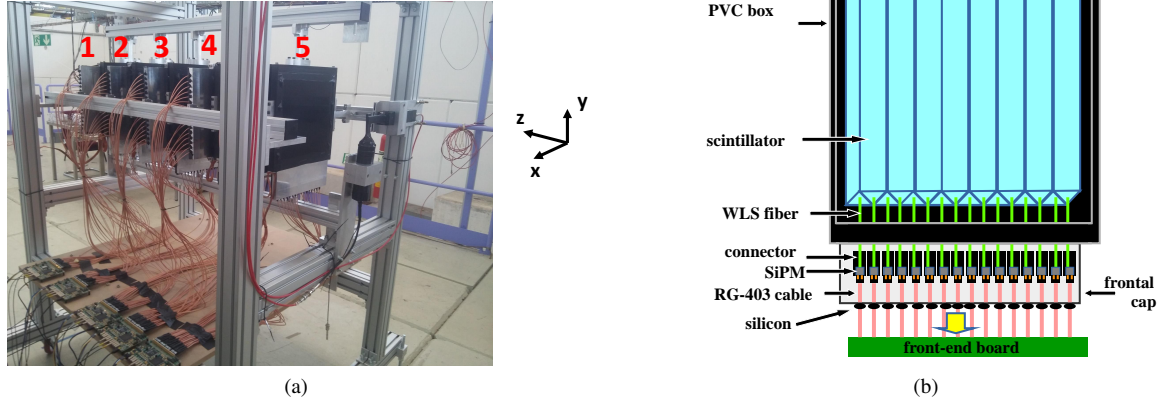 1 2 3 4 5
y
z
x
(a)
PVC box
scintillator
WLS fiber
connector
SiPM
RG-403 cable
frontal
cap
silicon
front-end board
(b)